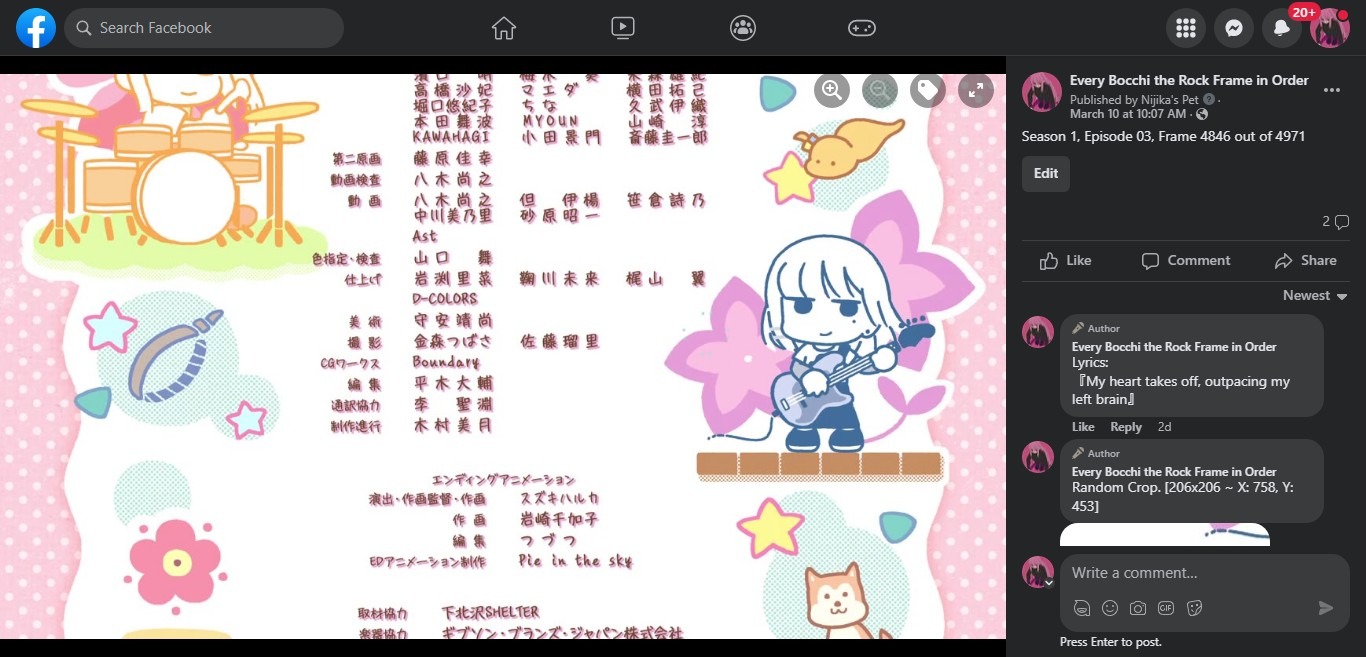 Search Facebook
20+
高橋沙妃 マエダ 横田拓己
堀口悠紀子 ちな 久武伊織
本田舞波 MYOUN 山崎 淳
KAWAHAGI 小田景門 斎藤圭一郎
第二原画 藤原佳幸
動画検査 八木尚之
動画 八木尚之 但 伊楊 笹倉詩乃
中川美乃里 砂原昭一
Ast
色指定・検査 山口 舞
仕上げ 岩渕里菜 鞠川未来 梶山 翼
D-COLORS
美術 守安靖尚
撮影 金森つばさ 佐藤瑠里
CGワークス Boundary
編集 平木大輔
通訳協力 李 聖淵
制作進行 木村美月
エンディングアニメーション
演出・作画監督・作画 スズキハルカ
作画 岩崎千加子
編集 つづつ
EDアニメーション制作 Pie in the sky
取材協力 下北沢SHELTER
楽器協力 ギブソン・ブランズ・ジャパン株式会社
Every Bocchi the Rock Frame in Order
Published by Nijika's Pet ·
March 10 at 10:07 AM ·
Season 1, Episode 03, Frame 4846 out of 4971
Edit
2
Like Comment Share
Newest
Author
Every Bocchi the Rock Frame in Order
Lyrics:
『My heart takes off, outpacing my
left brain』
Like Reply 2d
Author
Every Bocchi the Rock Frame in Order
Random Crop. [206x206 ~ X: 758, Y:
453]
Write a comment...
GIF
Press Enter to post.